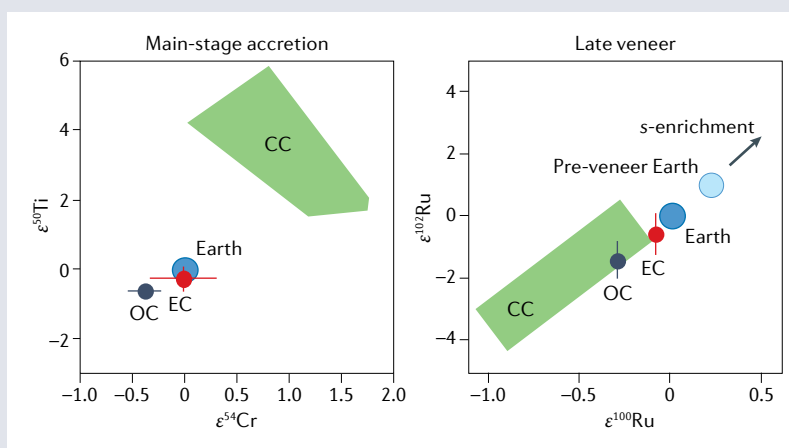 Main-stage accretion
6
4
2
0
−2
ε50Ti
−1.0 −0.5 0 0.5 1.0 1.5 2.0
ε54Cr
CC
Earth
EC
OC
Late veneer
4
2
0
−2
−4
ε102Ru
−1.0 −0.5 0 0.5
ε100Ru
s-enrichment
Pre-veneer Earth
Earth
EC
OC
CC